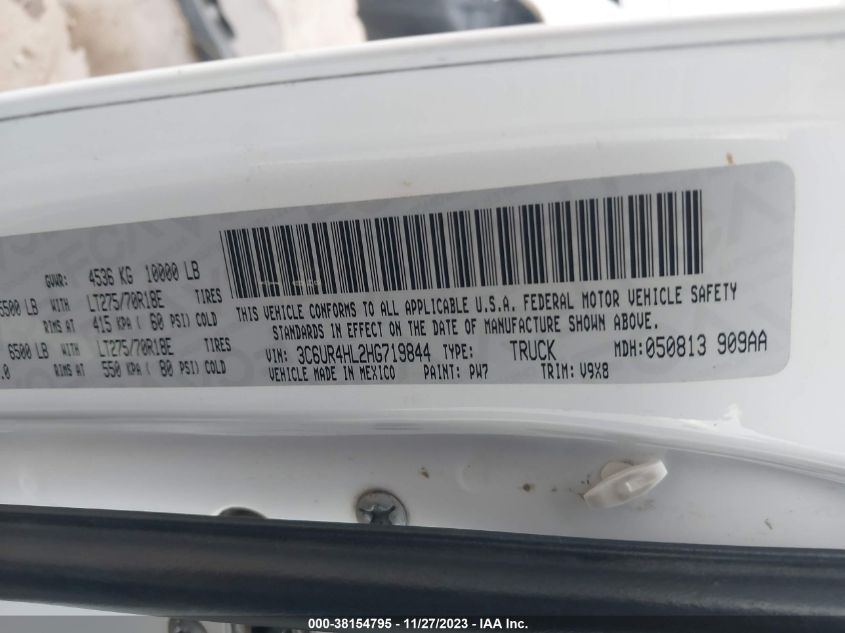 GVWR: 4536 KG 10000 LB
5500 LB WITH LT275/70R18E TIRES
RIMS AT 415 KPA ( 60 PSI) COLD
6500 LB WITH LT275/70R18E TIRES
.0 RIMS AT 550 KPA ( 80 PSI) COLD
THIS VEHICLE CONFORMS TO ALL APPLICABLE U.S.A. FEDERAL MOTOR VEHICLE SAFETY
STANDARDS IN EFFECT ON THE DATE OF MANUFACTURE SHOWN ABOVE.
VIN: 3C6UR4HL2HG719844 TYPE: TRUCK MDH: 050813 909AA
VEHICLE MADE IN MEXICO PAINT: PW7 TRIM: V9X8
000-38154795 - 11/27/2023 - IAA Inc.